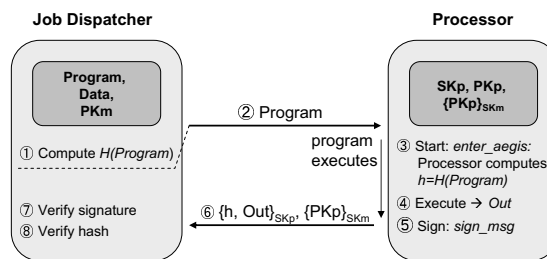 Job Dispatcher
Program,
Data,
PKm
① Compute H(Program)
⑦ Verify signature
⑧ Verify hash
② Program
program
executes
⑥ {h, Out}SKp, {PKp}SKm
Processor
SKp, PKp,
{PKp}SKm
③ Start: enter_aegis:
Processor computes
h=H(Program)
④ Execute → Out
⑤ Sign: sign_msg